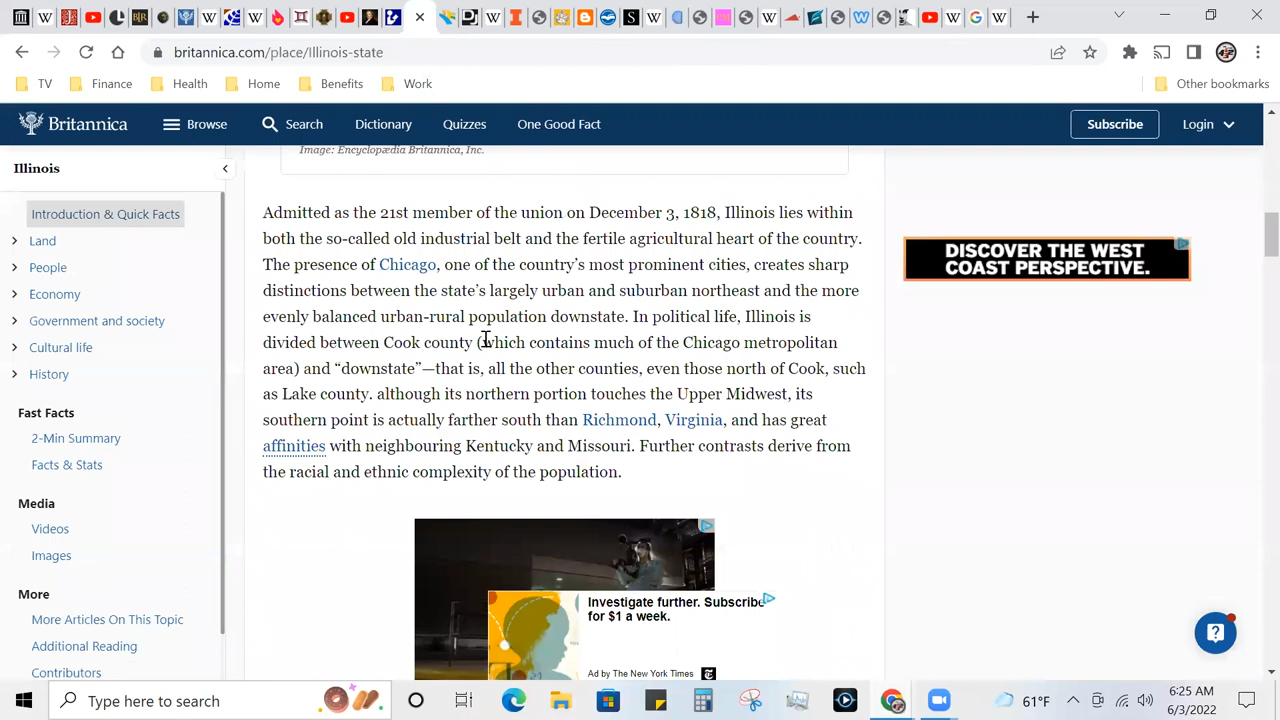 britannica.com/place/Illinois-state
TV
Finance
Health
Home
Benefits
Work
Other bookmarks
Britannica
Browse
Search
Dictionary
Quizzes
One Good Fact
Subscribe
Login
Illinois
Introduction & Quick Facts
Land
People
Economy
Government and society
Cultural life
History
Fast Facts
2-Min Summary
Facts & Stats
Media
Videos
Images
More
More Articles On This Topic
Additional Reading
Contributors
Image: Encyclopædia Britannica, Inc.
Admitted as the 21st member of the union on December 3, 1818, Illinois lies within
both the so-called old industrial belt and the fertile agricultural heart of the country.
The presence of Chicago, one of the country’s most prominent cities, creates sharp
distinctions between the state’s largely urban and suburban northeast and the more
evenly balanced urban-rural population downstate. In political life, Illinois is
divided between Cook county (which contains much of the Chicago metropolitan
area) and “downstate”—that is, all the other counties, even those north of Cook, such
as Lake county. although its northern portion touches the Upper Midwest, its
southern point is actually farther south than Richmond, Virginia, and has great
affinities with neighbouring Kentucky and Missouri. Further contrasts derive from
the racial and ethnic complexity of the population.
DISCOVER THE WEST
COAST PERSPECTIVE.
Investigate further. Subscribe
for $1 a week.
Ad by The New York Times
Type here to search
61°F
6:25 AM
6/3/2022